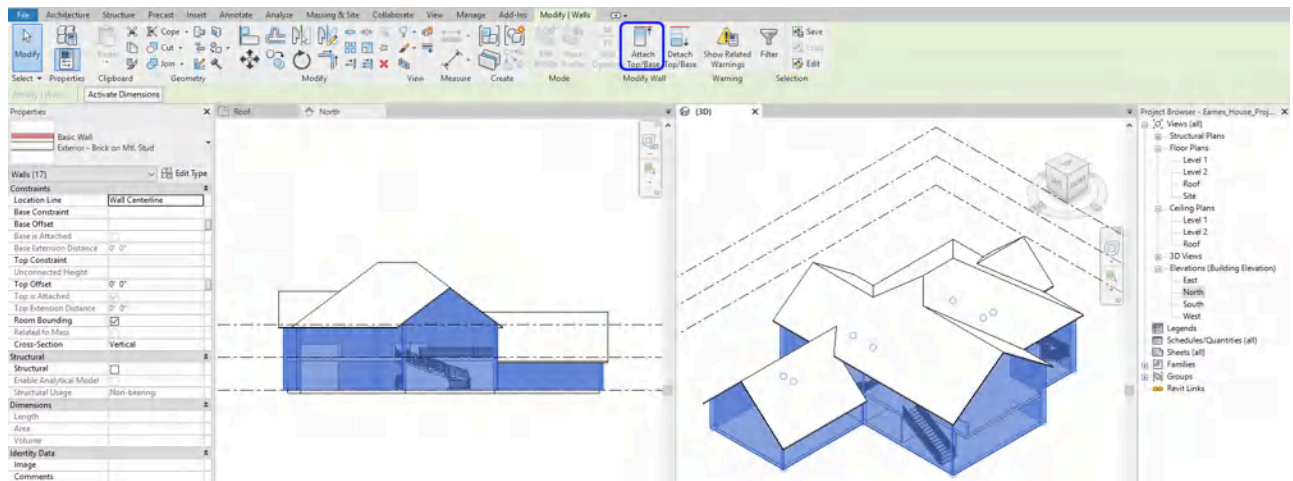 File Architecture Structure Precast Insert Annotate Analyze Massing & Site Collaborate View Manage Add-Ins Modify | Walls
Modify
Cope
Cut
Join
Attach Top/Base
Detach Top/Base
Show Related Warnings
Filter
Save
Edit
Select Properties Clipboard Geometry Modify View Measure Create Mode Modify Wall Warning Selection
Activate Dimensions
Properties
Basic Wall
Exterior - Brick on Mtl. Stud
Walls (17)
Edit Type
Constraints
Location Line Wall Centerline
Base Constraint
Base Offset
Base is Attached
Base Extension Distance 0' 0"
Top Constraint
Unconnected Height
Top Offset 0' 0"
Top is Attached
Top Extension Distance 0' 0"
Room Bounding
Related to Mass
Cross-Section Vertical
Structural
Structural
Enable Analytical Model
Structural Usage Non-bearing
Dimensions
Length
Area
Volume
Identity Data
Image
Comments
Roof
North
{3D}
Project Browser - Eames_House_Proj...
Views (all)
Structural Plans
Floor Plans
Level 1
Level 2
Roof
Site
Ceiling Plans
Level 1
Level 2
Roof
3D Views
Elevations (Building Elevation)
East
North
South
West
Legends
Schedules/Quantities (all)
Sheets (all)
Families
Groups
Revit Links